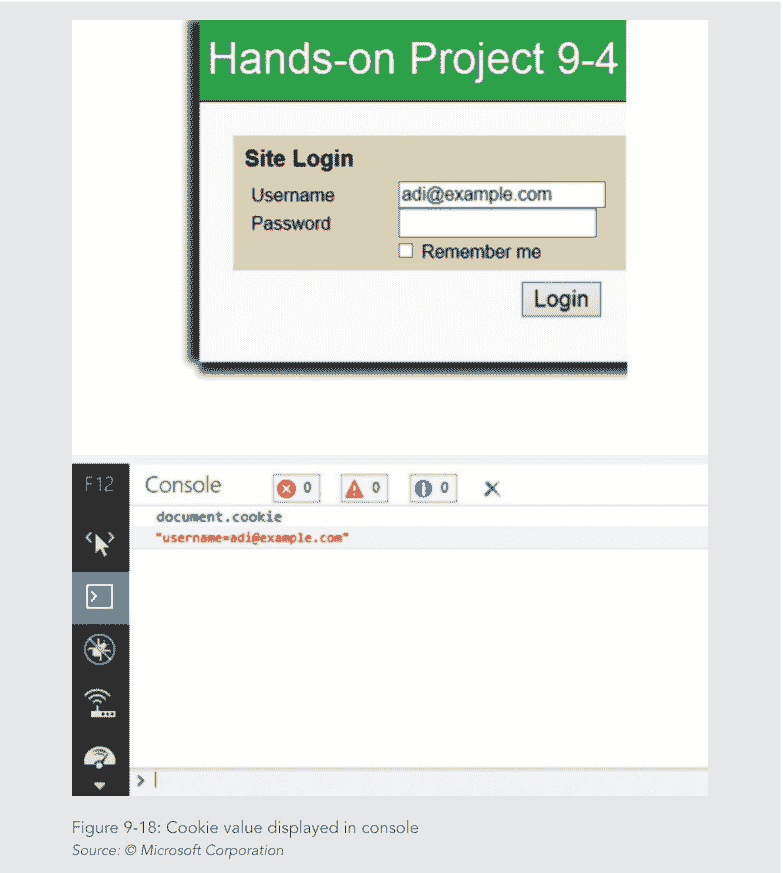 Hands-on Project 9-4
Site Login
Username adi@example.com
Password
Remember me
Login
F12 Console 0 0 0
document.cookie
"username=adi@example.com"
Figure 9-18: Cookie value displayed in console
Source: © Microsoft Corporation